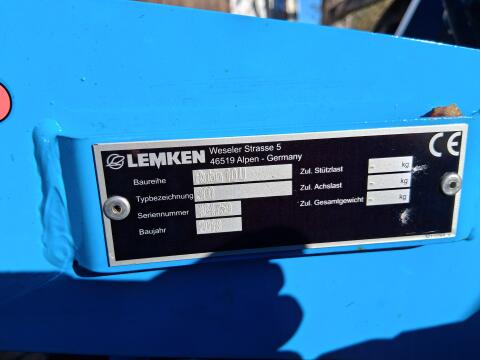 LEMKEN
Weseler Strasse 5
46519 Alpen - Germany
CE
Baureihe
Zul. Stützlast kg
Typbezeichnung
Zul. Achslast kg
Seriennummer
Zul. Gesamtgewicht kg
Baujahr